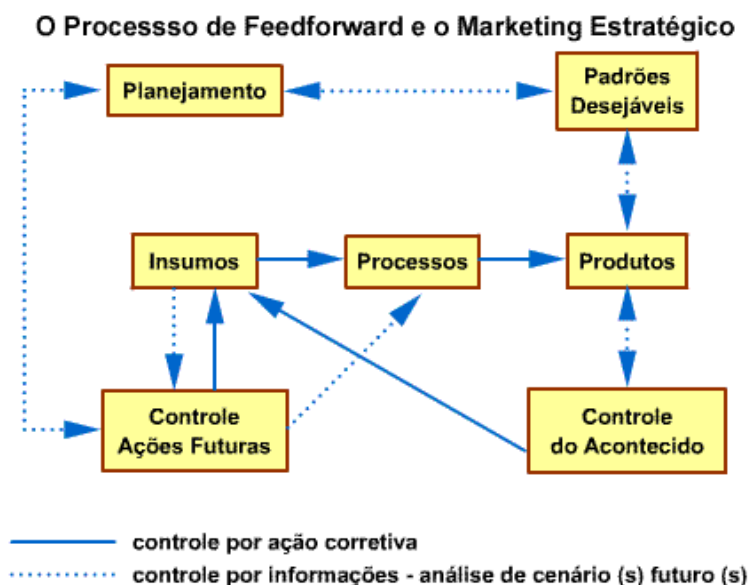 O Processso de Feedforward e o Marketing Estratégico
Planejamento
Padrões
Desejáveis
Insumos
Processos
Produtos
Controle
Ações Futuras
Controle
do Acontecido
controle por ação corretiva
controle por informações - análise de cenário (s) futuro (s)